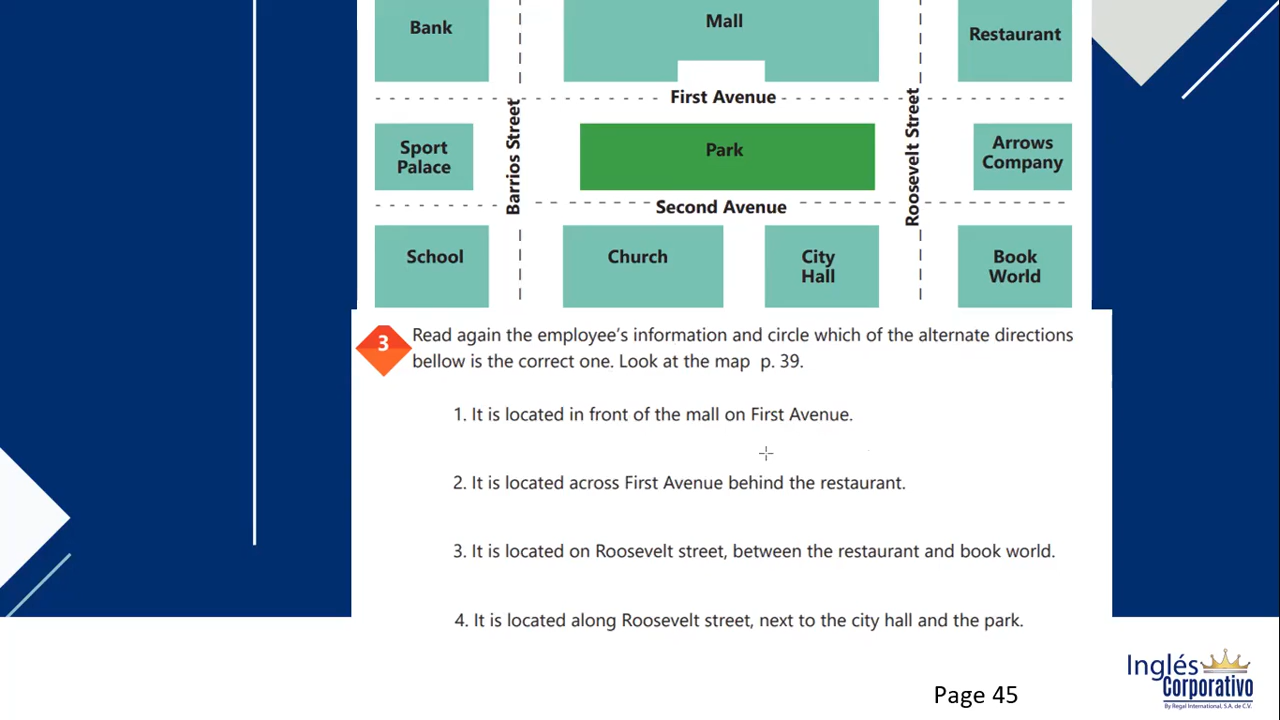 Bank
Mall
Restaurant
First Avenue
Barrios Street
Roosevelt Street
Sport
Palace
Park
Arrows
Company
Second Avenue
School
Church
City
Hall
Book
World
3
Read again the employee's information and circle which of the alternate directions
bellow is the correct one. Look at the map p. 39.
1. It is located in front of the mall on First Avenue.
2. It is located across First Avenue behind the restaurant.
3. It is located on Roosevelt street, between the restaurant and book world.
4. It is located along Roosevelt street, next to the city hall and the park.
Page 45
Inglés
Corporativo
By Regal International, S.A. de C.V.